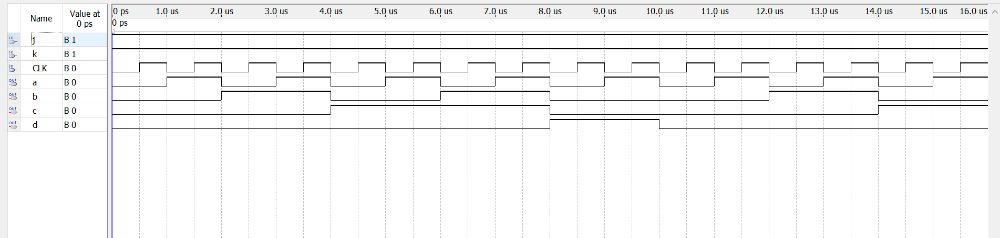 Name
Value at
0 ps
0 ps 1.0 us 2.0 us 3.0 us 4.0 us 5.0 us 6.0 us 7.0 us 8.0 us 9.0 us 10.0 us 11.0 us 12.0 us 13.0 us 14.0 us 15.0 us 16.0 us
0 ps
in j B 1
in k B 1
in CLK B 0
out a B 0
out b B 0
out c B 0
out d B 0